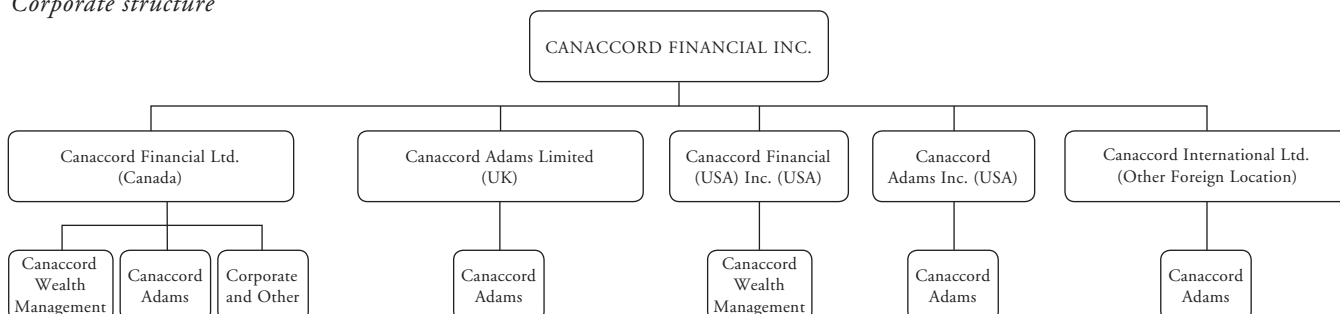 Corporate structure
CANACCORD FINANCIAL INC.
Canaccord Financial Ltd.
(Canada)
Canaccord Adams Limited
(UK)
Canaccord Financial
(USA) Inc. (USA)
Canaccord
Adams Inc. (USA)
Canaccord International Ltd.
(Other Foreign Location)
Canaccord
Wealth
Management
Canaccord
Adams
Corporate
and Other
Canaccord
Adams
Canaccord
Wealth
Management
Canaccord
Adams
Canaccord
Adams